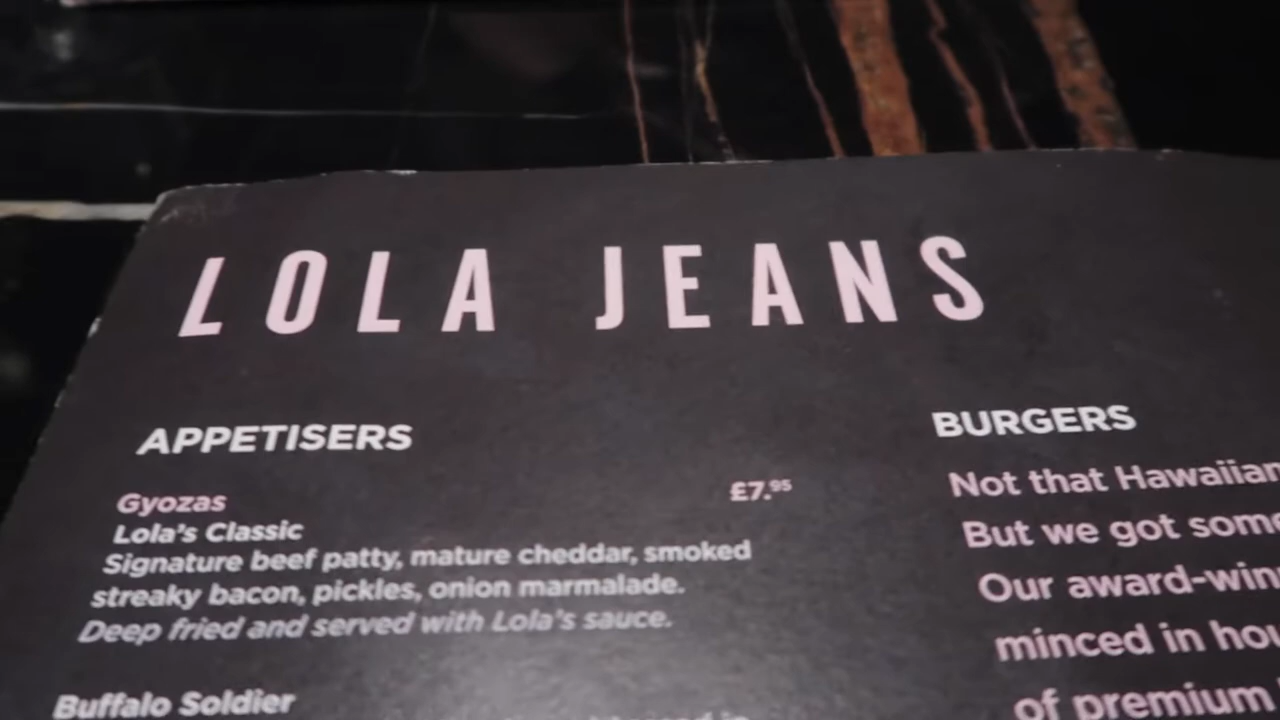 LOLA JEANS
APPETISERS
Gyozas £7.95
Lola's Classic
Signature beef patty, mature cheddar, smoked
streaky bacon, pickles, onion marmalade.
Deep fried and served with Lola's sauce.
Buffalo Soldier
BURGERS
Not that Hawaiian
But we got some
Our award-win
minced in hou
of premium